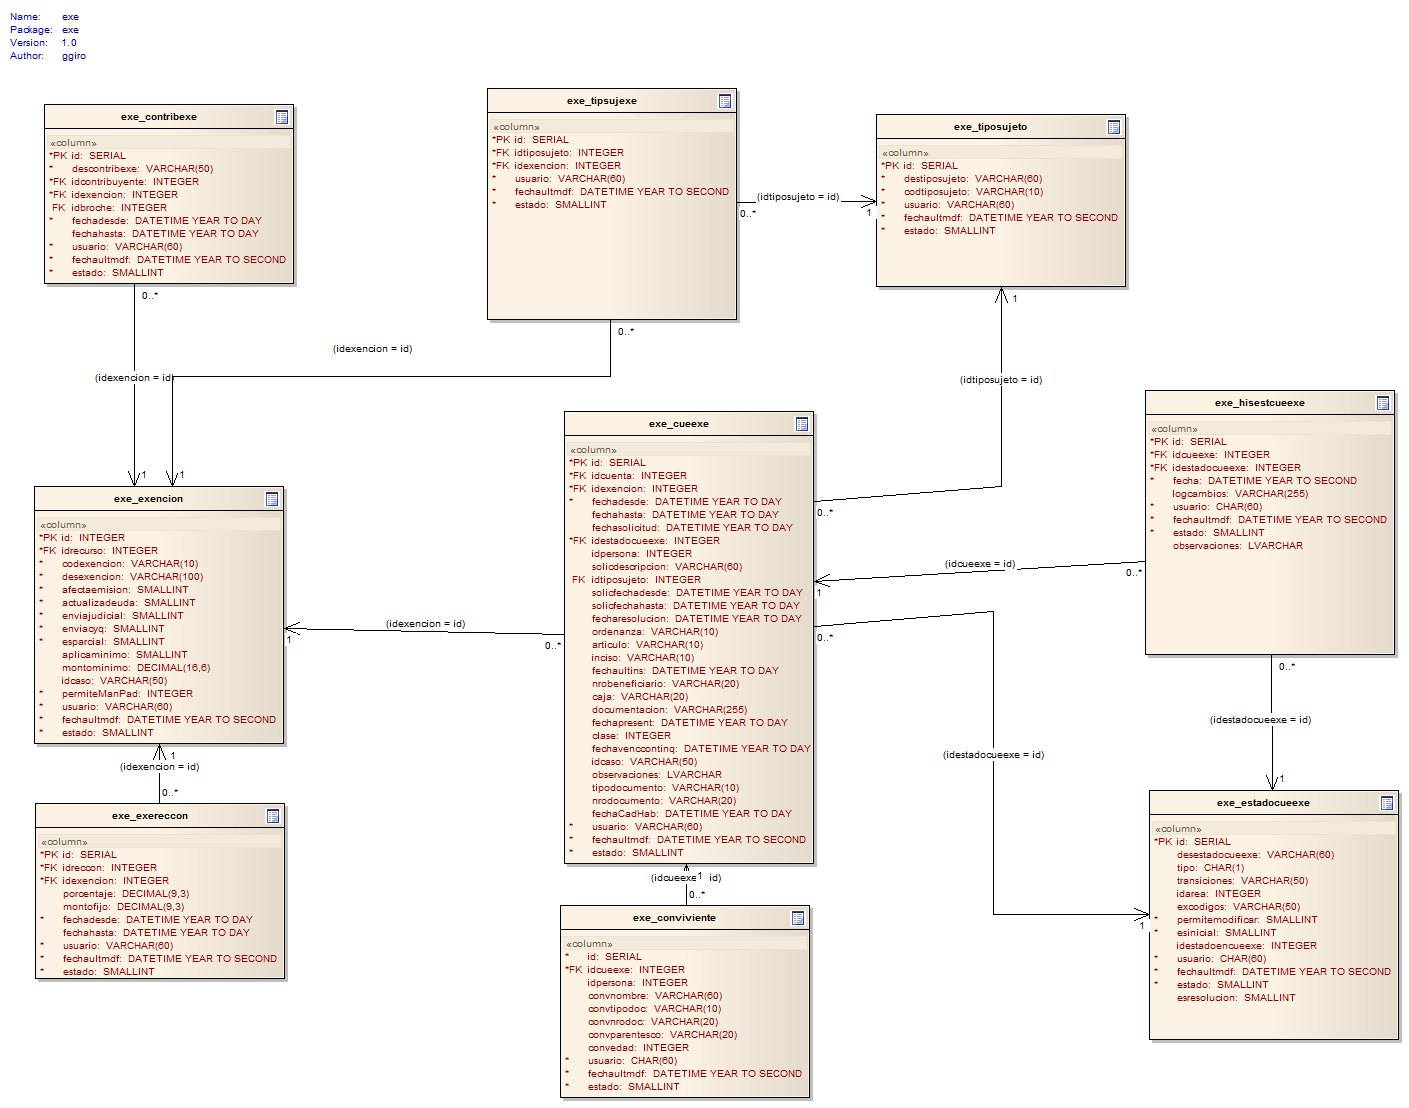 Name: exe
Package: exe
Version: 1.0
Author: ggiro
exe_contribexe
«column»
*PK id: SERIAL
* descontribexe: VARCHAR(50)
*FK idcontribuyente: INTEGER
*FK idexencion: INTEGER
FK idbroche: INTEGER
* fechadesde: DATETIME YEAR TO DAY
fechahasta: DATETIME YEAR TO DAY
* usuario: VARCHAR(60)
* fechaultmdf: DATETIME YEAR TO SECOND
* estado: SMALLINT
0..*
(idexencion = id)
1
exe_tipsujexe
«column»
*PK id: SERIAL
*FK idtiposujeto: INTEGER
*FK idexencion: INTEGER
* usuario: VARCHAR(60)
* fechaultmdf: DATETIME YEAR TO SECOND
* estado: SMALLINT
0..*
(idtiposujeto = id)
1
0..*
(idexencion = id)
1
exe_tiposujeto
«column»
*PK id: SERIAL
* destiposujeto: VARCHAR(60)
* codtiposujeto: VARCHAR(10)
* usuario: VARCHAR(60)
* fechaultmdf: DATETIME YEAR TO SECOND
* estado: SMALLINT
1
(idtiposujeto = id)
0..*
exe_cueexe
«column»
*PK id: SERIAL
*FK idcuenta: INTEGER
*FK idexencion: INTEGER
* fechadesde: DATETIME YEAR TO DAY
fechahasta: DATETIME YEAR TO DAY
fechasolicitud: DATETIME YEAR TO DAY
*FK idestadocueexe: INTEGER
idpersona: INTEGER
solicdescripcion: VARCHAR(60)
FK idtiposujeto: INTEGER
solicfechadesde: DATETIME YEAR TO DAY
solicfechahasta: DATETIME YEAR TO DAY
fecharesolucion: DATETIME YEAR TO DAY
ordenanza: VARCHAR(10)
articulo: VARCHAR(10)
inciso: VARCHAR(10)
fechaultins: DATETIME YEAR TO DAY
nrobeneficiario: VARCHAR(20)
caja: VARCHAR(20)
documentacion: VARCHAR(255)
fechapresent: DATETIME YEAR TO DAY
clase: INTEGER
fechavenccontinq: DATETIME YEAR TO DAY
idcaso: VARCHAR(50)
observaciones: LVARCHAR
tipodocumento: VARCHAR(10)
nrodocumento: VARCHAR(20)
fechaCadHab: DATETIME YEAR TO DAY
* usuario: VARCHAR(60)
* fechaultmdf: DATETIME YEAR TO SECOND
* estado: SMALLINT
exe_hisestcueexe
«column»
*PK id: SERIAL
*FK idcueexe: INTEGER
*FK idestadocueexe: INTEGER
* fecha: DATETIME YEAR TO SECOND
logcambios: VARCHAR(255)
* usuario: CHAR(60)
* fechaultmdf: DATETIME YEAR TO SECOND
* estado: SMALLINT
observaciones: LVARCHAR
0..*
(idcueexe = id)
1
0..*
(idestadocueexe = id)
1
0..*
(idestadocueexe = id)
1
exe_exencion
«column»
*PK id: INTEGER
*FK idrecurso: INTEGER
* codexencion: VARCHAR(10)
* desexencion: VARCHAR(100)
* afectaemision: SMALLINT
* actualizadeuda: SMALLINT
* enviajudicial: SMALLINT
* enviacyq: SMALLINT
* esparcial: SMALLINT
* aplicaminimo: SMALLINT
* montominimo: DECIMAL(16,6)
idcaso: VARCHAR(50)
* permiteManPad: INTEGER
* usuario: VARCHAR(60)
* fechaultmdf: DATETIME YEAR TO SECOND
* estado: SMALLINT
1
(idexencion = id)
0..*
1
(idexencion = id)
0..*
exe_exereccon
«column»
*PK id: SERIAL
*FK idreccon: INTEGER
*FK idexencion: INTEGER
porcentaje: DECIMAL(9,3)
montofijo: DECIMAL(9,3)
* fechadesde: DATETIME YEAR TO DAY
fechahasta: DATETIME YEAR TO DAY
* usuario: VARCHAR(60)
* fechaultmdf: DATETIME YEAR TO SECOND
* estado: SMALLINT
(idcueexe 1 id)
0..*
exe_conviviente
«column»
* id: SERIAL
*FK idcueexe: INTEGER
idpersona: INTEGER
convnombre: VARCHAR(60)
convtipodoc: VARCHAR(10)
convnrodoc: VARCHAR(20)
convparentesco: VARCHAR(20)
convedad: INTEGER
* usuario: CHAR(60)
* fechaultmdf: DATETIME YEAR TO SECOND
* estado: SMALLINT
exe_estadocueexe
«column»
*PK id: SERIAL
desestadocueexe: VARCHAR(60)
tipo: CHAR(1)
transiciones: VARCHAR(50)
idarea: INTEGER
excodigos: VARCHAR(50)
* permitemodificar: SMALLINT
* esinicial: SMALLINT
idestadoencueexe: INTEGER
* usuario: CHAR(60)
* fechaultmdf: DATETIME YEAR TO SECOND
* estado: SMALLINT
esresolucion: SMALLINT